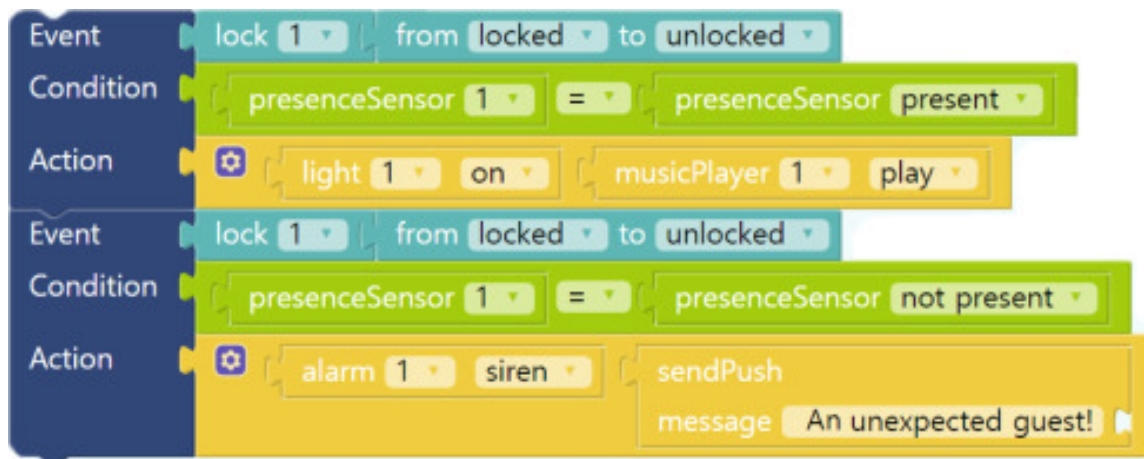 Event lock 1 from locked to unlocked
Condition presenceSensor 1 = presenceSensor present
Action light 1 on musicPlayer 1 play
Event lock 1 from locked to unlocked
Condition presenceSensor 1 = presenceSensor not present
Action alarm 1 siren sendPush
message An unexpected guest!